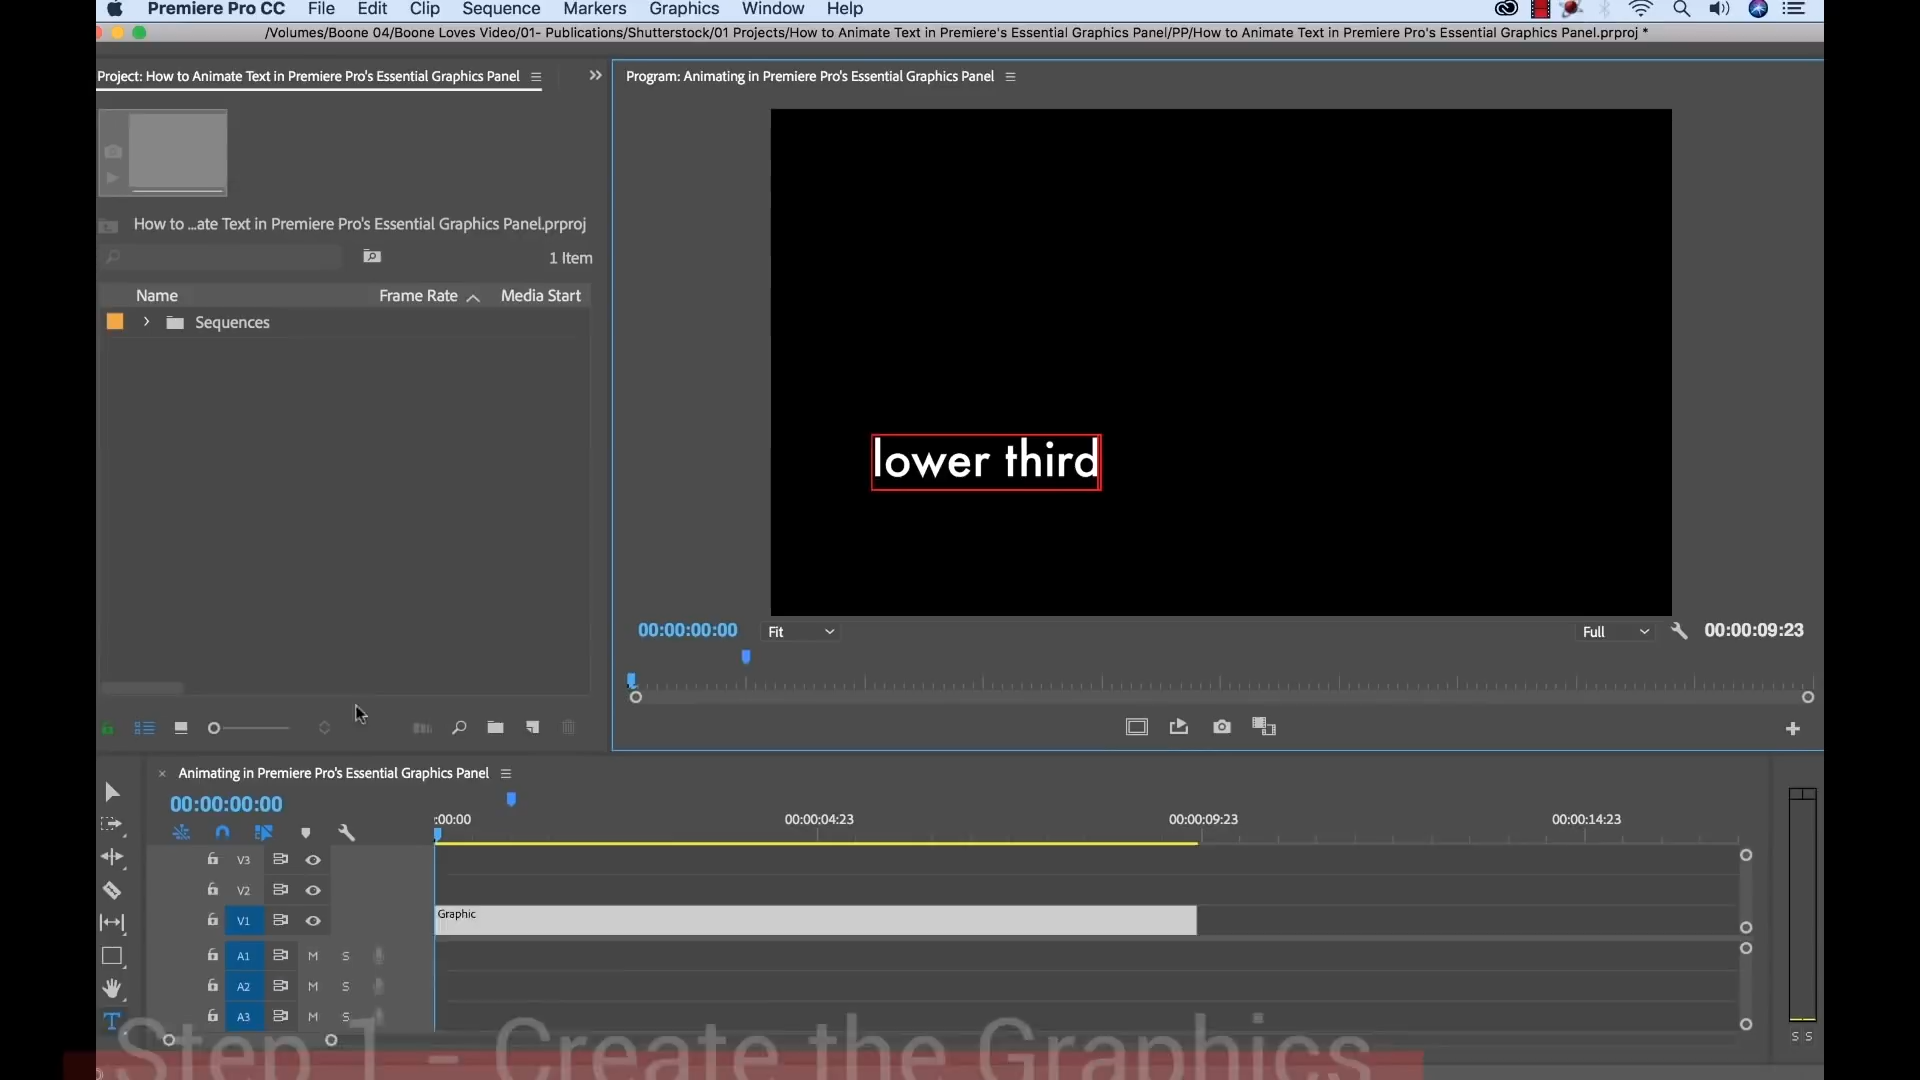 Premiere Pro CC File Edit Clip Sequence Markers Graphics Window Help
/Volumes/Boone 04/Boone Loves Video/01- Publications/Shutterstock/01 Projects/How to Animate Text in Premiere's Essential Graphics Panel/PP/How to Animate Text in Premiere Pro's Essential Graphics Panel.prproj *
Project: How to Animate Text in Premiere Pro's Essential Graphics Panel
Program: Animating in Premiere Pro's Essential Graphics Panel
How to ...ate Text in Premiere Pro's Essential Graphics Panel.prproj
1 Item
Name Frame Rate Media Start
Sequences
lower third
00:00:00:00 Fit Full 00:00:09:23
Animating in Premiere Pro's Essential Graphics Panel
00:00:00:00
:00:00 00:00:04:23 00:00:09:23 00:00:14:23
V3
V2
V1 Graphic
A1 M S
A2 M S
A3 M S
S S
Step 1 - Create the Graphics